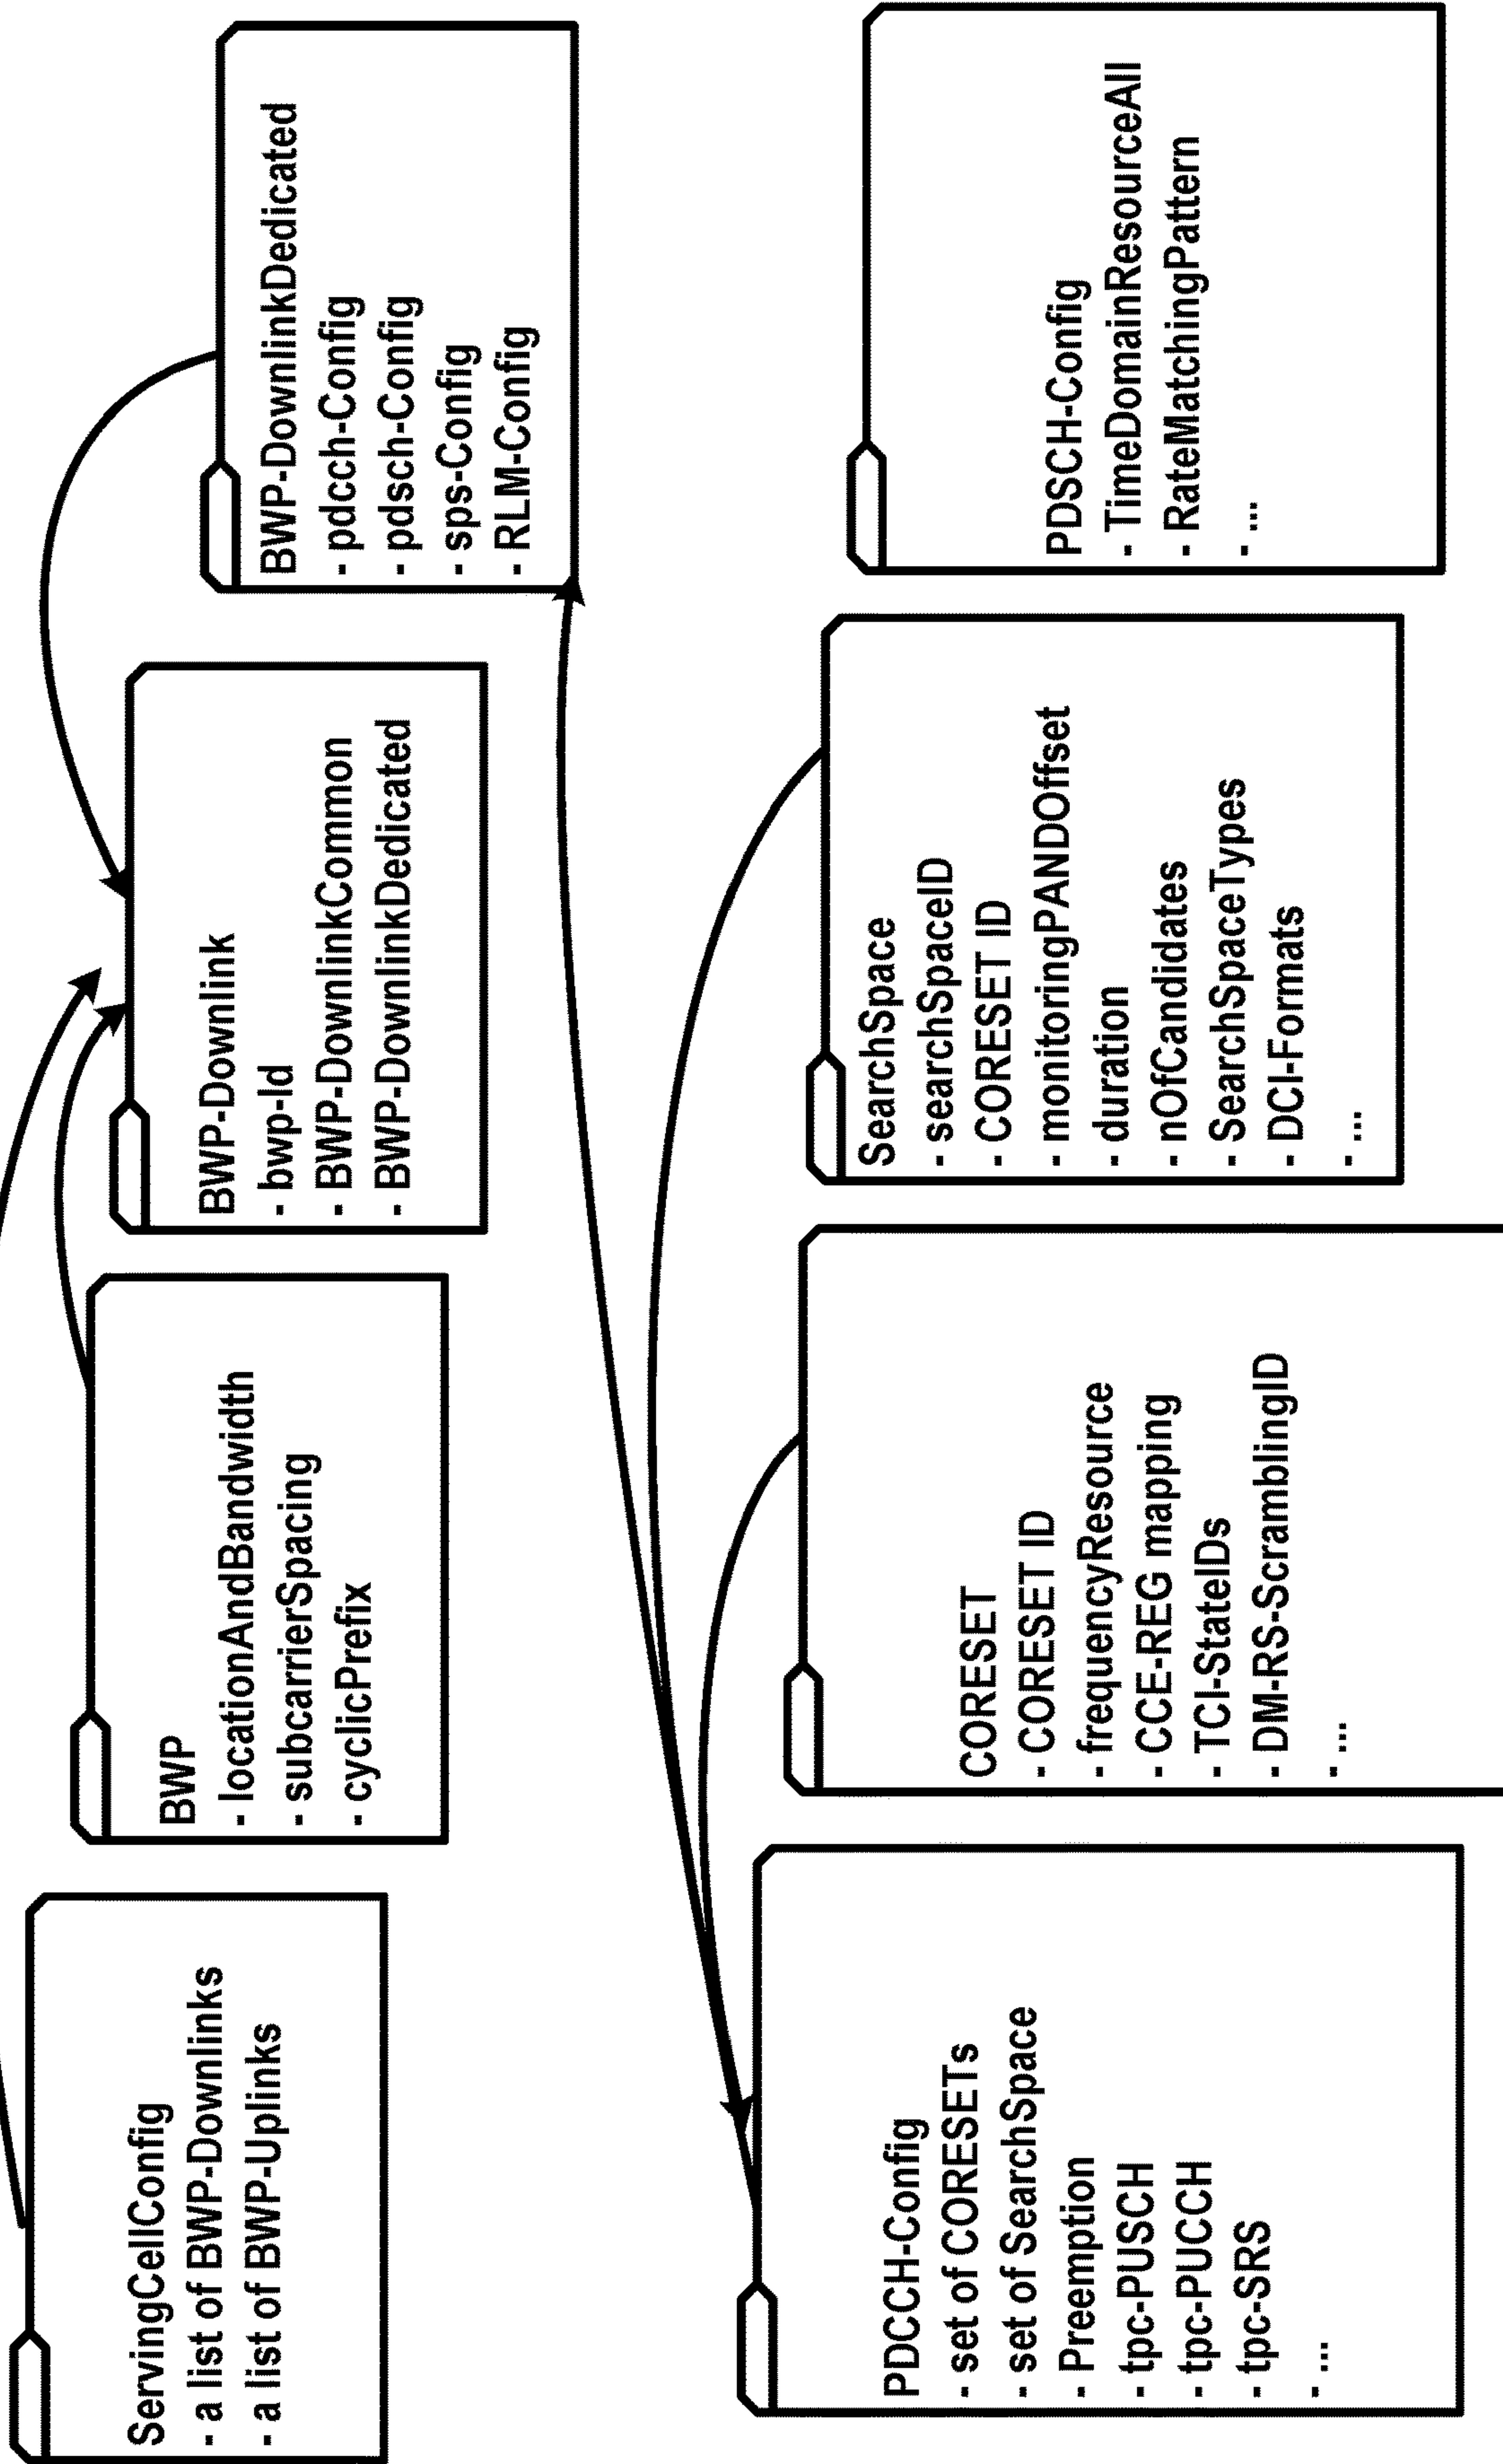 ServingCellConfig
- a list of BWP-Downlinks
- a list of BWP-Uplinks
BWP
- locationAndBandwidth
- subcarrierSpacing
- cyclicPrefix
BWP-Downlink
- bwp-Id
- BWP-DownlinkCommon
- BWP-DownlinkDedicated
BWP-DownlinkDedicated
- pdcch-Config
- pdsch-Config
- sps-Config
- RLM-Config
PDCCH-Config
- set of CORESETs
- set of SearchSpace
- Preemption
- tpc-PUSCH
- tpc-PUCCH
- tpc-SRS
- ...
CORESET
- CORESET ID
- frequencyResource
- CCE-REG mapping
- TCI-StateIDs
- DM-RS-ScramblingID
- ...
SearchSpace
- searchSpaceID
- CORESET ID
- monitoringPANDOffset
- duration
- nOfCandidates
- SearchSpaceTypes
- DCI-Formats
- ...
PDSCH-Config
- TimeDomainResourceAll
- RateMatchingPattern
- ...